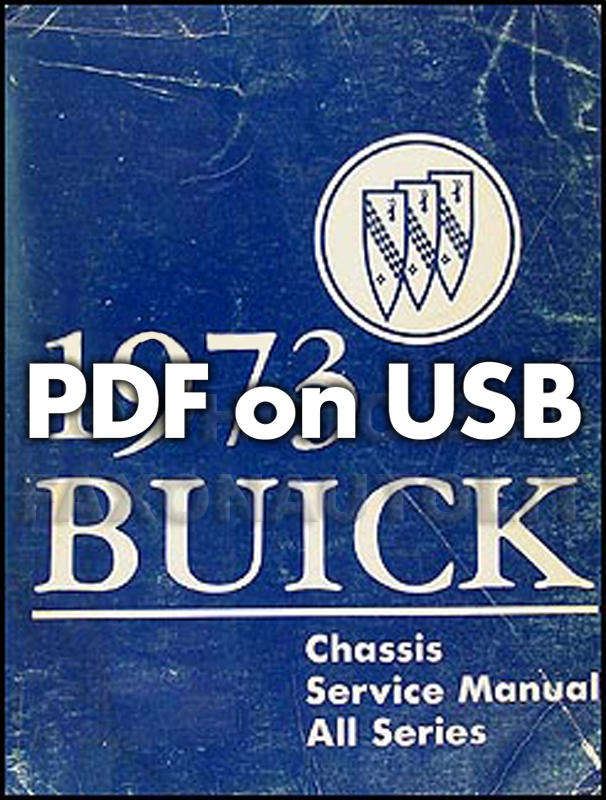 1973
PDF on USB
BUICK
Chassis
Service Manual
All Series